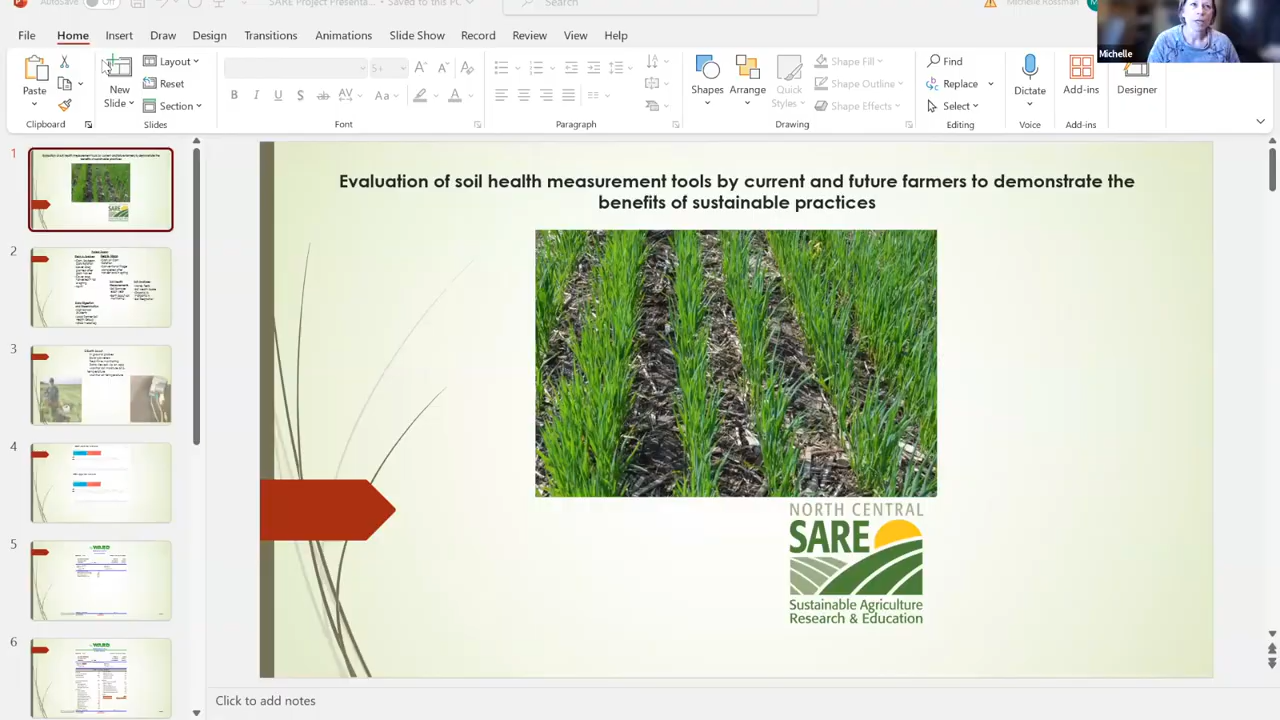 AutoSave Off
SARE Project Presenta... • Saved to this PC
Search
Michelle Rossman
Michelle
File Home Insert Draw Design Transitions Animations Slide Show Record Review View Help
Paste
Clipboard
New
Slide
Layout
Reset
Section
Slides
B I U S ab AV Aa A
Font
Paragraph
Shapes Arrange Quick
Styles
Shape Fill
Shape Outline
Shape Effects
Drawing
Find
Replace
Select
Editing
Dictate
Voice
Add-ins
Add-ins
Designer
1
2
3
4
5
6
Evaluation of soil health measurement tools by current and future farmers to demonstrate the
benefits of sustainable practices
NORTH CENTRAL
SARE
Sustainable Agriculture
Research & Education
Click to add notes